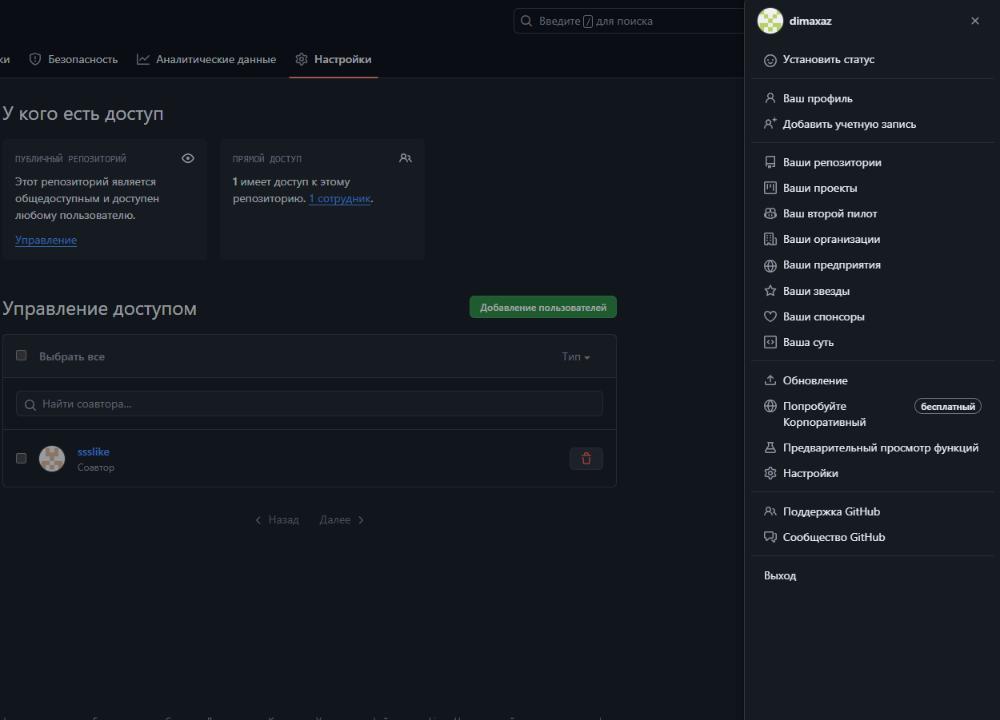 Введите / для поиска
ки
Безопасность
Аналитические данные
Настройки
У кого есть доступ
ПУБЛИЧНЫЙ РЕПОЗИТОРИЙ
Этот репозиторий является
общедоступным и доступен
любому пользователю.
Управление
ПРЯМОЙ ДОСТУП
1 имеет доступ к этому
репозиторию. 1 сотрудник.
Управление доступом
Добавление пользователей
Выбрать все
Тип
Найти соавтора...
ssslike
Соавтор
Назад
Далее
dimaxaz
Установить статус
Ваш профиль
Добавить учетную запись
Ваши репозитории
Ваши проекты
Ваш второй пилот
Ваши организации
Ваши предприятия
Ваши звезды
Ваши спонсоры
Ваша суть
Обновление
Попробуйте
Корпоративный
бесплатный
Предварительный просмотр функций
Настройки
Поддержка GitHub
Сообщество GitHub
Выход